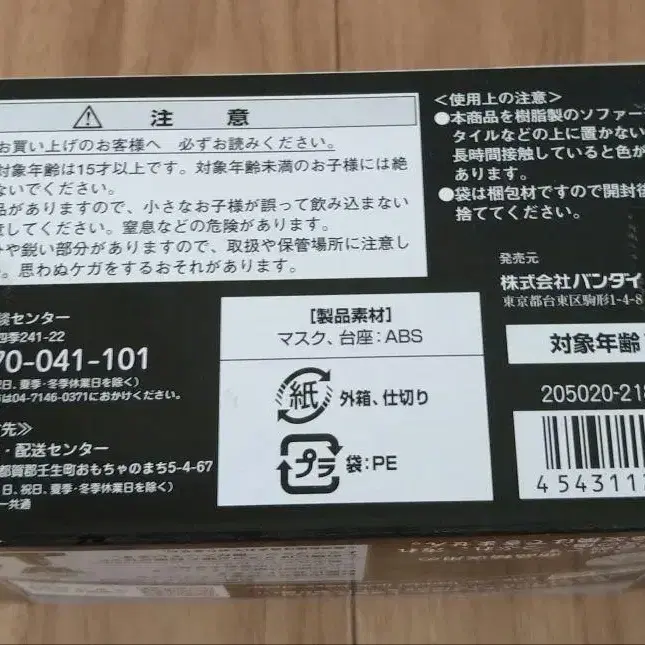 注意
お買い上げのお客様へ 必ずお読みください。
対象年齢は15才以上です。対象年齢未満のお子様には絶
ないでください。
品がありますので、小さなお子様が誤って飲み込まない
意してください。窒息などの危険があります。
や鋭い部分がありますので、取扱や保管場所に注意し
。思わぬケガをするおそれがあります。
＜使用上の注意＞
●本商品を樹脂製のソファー
タイルなどの上に置かない
長時間接触していると色が
あります。
●袋は梱包材ですので開封後
捨ててください。
発売元
株式会社バンダイ
東京都台東区駒形1-4-8
対象年齢
205020-218
454311
談センター
四季241-22
70-041-101
祝日、夏季・冬季休業日を除く)
は04-7146-0371におかけください。
先＞
・配送センター
都賀郡壬生町おもちゃのまち5-4-67
日、祝日、夏季・冬季休業日を除く)
ー共通
[製品素材]
マスク、台座：ABS
紙 外箱、仕切り
プラ 袋：PE